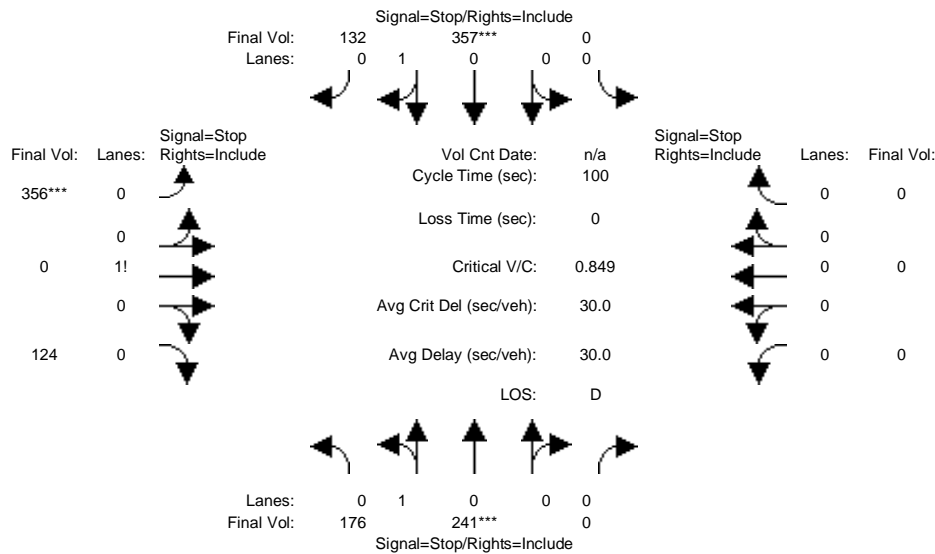 Signal=Stop/Rights=Include
Final Vol: 132 357*** 0
Lanes: 0 1 0 0 0
Signal=Stop
Rights=Include
Final Vol: Lanes:
356*** 0
0
0 1!
0
124 0
Vol Cnt Date: n/a
Cycle Time (sec): 100
Loss Time (sec): 0
Critical V/C: 0.849
Avg Crit Del (sec/veh): 30.0
Avg Delay (sec/veh): 30.0
LOS: D
Signal=Stop
Rights=Include
Lanes: Final Vol:
0 0
0
0 0
0
0 0
Lanes: 0 1 0 0 0
Final Vol: 176 241*** 0
Signal=Stop/Rights=Include